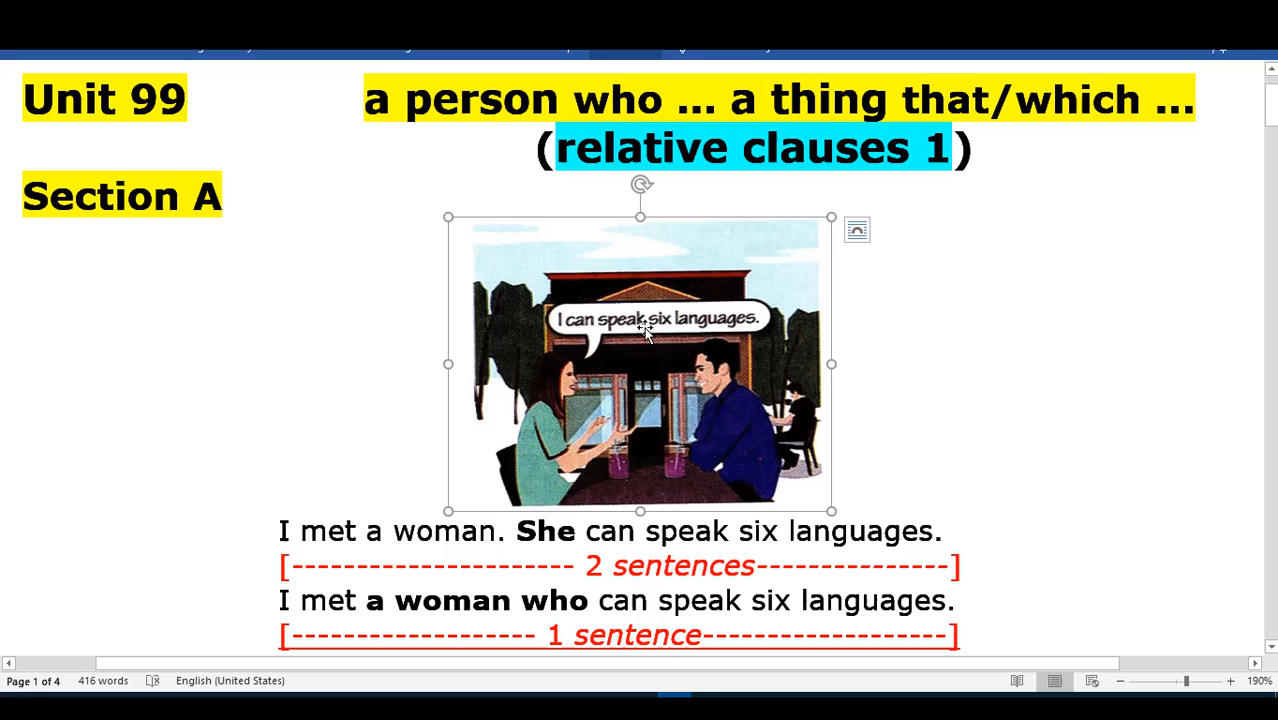 Unit 99 a person who ... a thing that/which ...
(relative clauses 1)
Section A
I can speak six languages.
I met a woman. She can speak six languages.
[---------------------- 2 sentences---------------]
I met a woman who can speak six languages.
[------------------- 1 sentence-------------------]
Page 1 of 4 416 words English (United States) 190%